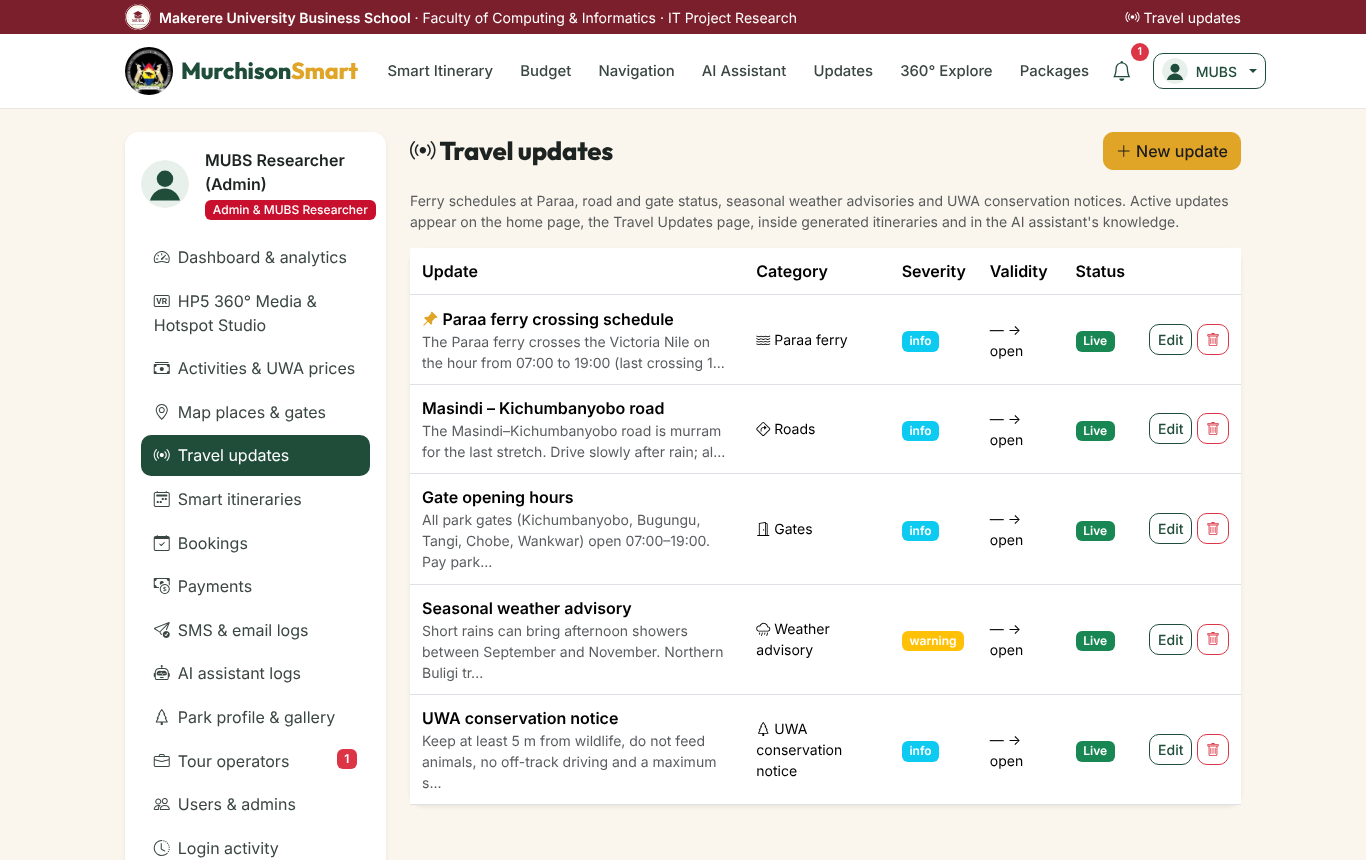 Makerere University Business School · Faculty of Computing & Informatics · IT Project Research
Travel updates
MurchisonSmart
Smart Itinerary
Budget
Navigation
AI Assistant
Updates
360° Explore
Packages
1
MUBS
MUBS Researcher
(Admin)
Admin & MUBS Researcher
Dashboard & analytics
HP5 360° Media &
Hotspot Studio
Activities & UWA prices
Map places & gates
Travel updates
Smart itineraries
Bookings
Payments
SMS & email logs
AI assistant logs
Park profile & gallery
Tour operators 1
Users & admins
Login activity
Travel updates
+ New update
Ferry schedules at Paraa, road and gate status, seasonal weather advisories and UWA conservation notices. Active updates
appear on the home page, the Travel Updates page, inside generated itineraries and in the AI assistant's knowledge.
Update Category Severity Validity Status
Paraa ferry crossing schedule
The Paraa ferry crosses the Victoria Nile on
the hour from 07:00 to 19:00 (last crossing 1...
Paraa ferry
info
— →
open
Live
Edit
Masindi – Kichumbanyobo road
The Masindi–Kichumbanyobo road is murram
for the last stretch. Drive slowly after rain; al...
Roads
info
— →
open
Live
Edit
Gate opening hours
All park gates (Kichumbanyobo, Bugungu,
Tangi, Chobe, Wankwar) open 07:00–19:00.
Pay park...
Gates
info
— →
open
Live
Edit
Seasonal weather advisory
Short rains can bring afternoon showers
between September and November. Northern
Buligi tr...
Weather
advisory
warning
— →
open
Live
Edit
UWA conservation notice
Keep at least 5 m from wildlife, do not feed
animals, no off-track driving and a maximum
s...
UWA
conservation
notice
info
— →
open
Live
Edit